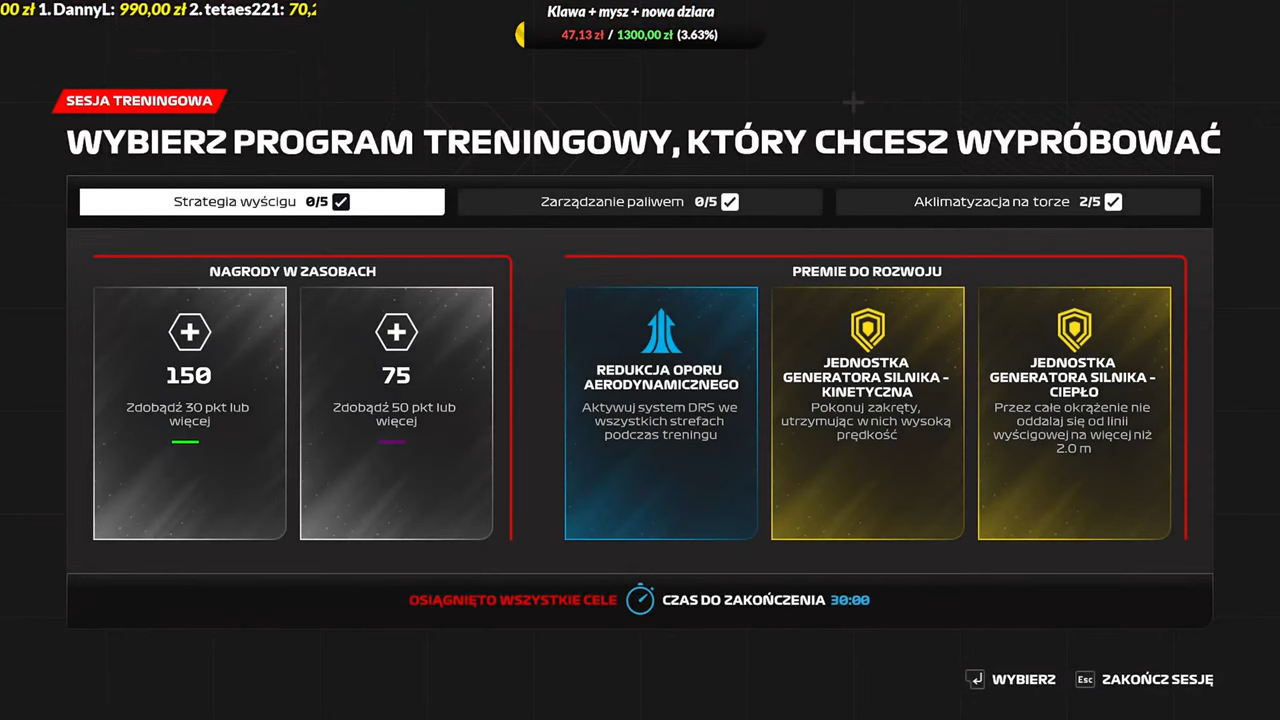 00 zł 1. DannyL: 990,00 zł 2. tetaes221: 70,2
Klawa + mysz + nowa dziara
47,13 zł / 1300,00 zł (3.63%)
SESJA TRENINGOWA
WYBIERZ PROGRAM TRENINGOWY, KTÓRY CHCESZ WYPRÓBOWAĆ
Strategia wyścigu 0/5
Zarządzanie paliwem 0/5
Aklimatyzacja na torze 2/5
NAGRODY W ZASOBACH
150
Zdobądź 30 pkt lub
więcej
75
Zdobądź 50 pkt lub
więcej
PREMIE DO ROZWOJU
REDUKCJA OPORU
AERODYNAMICZNEGO
Aktywuj system DRS we
wszystkich strefach
podczas treningu
JEDNOSTKA
GENERATORA SILNIKA -
KINETYCZNA
Pokonuj zakręty,
utrzymując w nich wysoką
prędkość
JEDNOSTKA
GENERATORA SILNIKA -
CIEPŁO
Przez całe okrążenie nie
oddalaj się od linii
wyścigowej na więcej niż
2.0 m
OSIĄGNIĘTO WSZYSTKIE CELE
CZAS DO ZAKOŃCZENIA 30:00
WYBIERZ
Esc ZAKOŃCZ SESJĘ